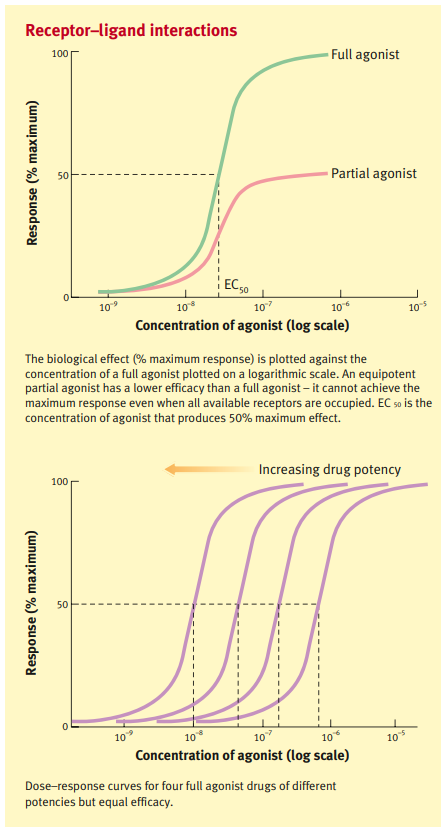 Receptor–ligand interactions
100
Full agonist
Response (% maximum)
50
Partial agonist
EC50
0
10⁻⁹ 10⁻⁸ 10⁻⁷ 10⁻⁶ 10⁻⁵
Concentration of agonist (log scale)
The biological effect (% maximum response) is plotted against the
concentration of a full agonist plotted on a logarithmic scale. An equipotent
partial agonist has a lower efficacy than a full agonist – it cannot achieve the
maximum response even when all available receptors are occupied. EC 50 is the
concentration of agonist that produces 50% maximum effect.
Increasing drug potency
100
Response (% maximum)
50
0
10⁻⁹ 10⁻⁸ 10⁻⁷ 10⁻⁶ 10⁻⁵
Concentration of agonist (log scale)
Dose–response curves for four full agonist drugs of different
potencies but equal efficacy.